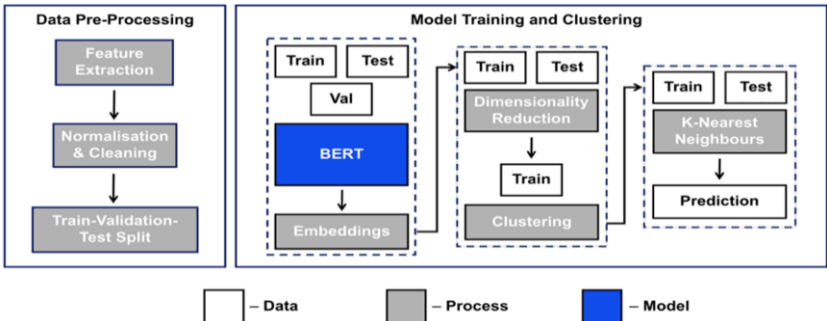 Data Pre-Processing
Feature
Extraction
Normalisation
& Cleaning
Train-Validation-
Test Split
Model Training and Clustering
Train
Test
Val
BERT
Embeddings
Train
Test
Dimensionality
Reduction
Train
Clustering
Train
Test
K-Nearest
Neighbours
Prediction
– Data
– Process
– Model